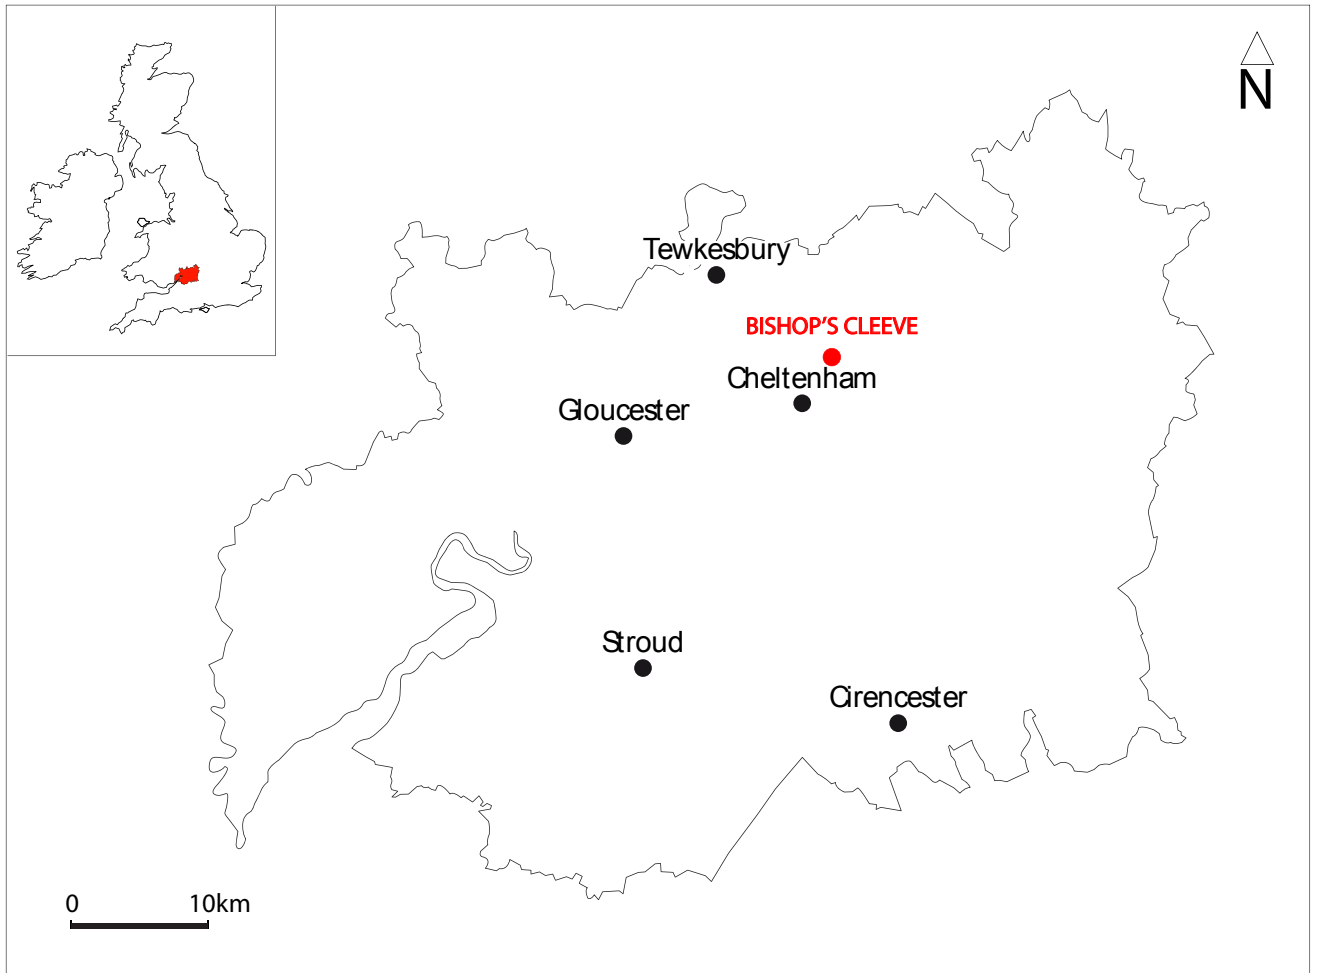 N
Tewkesbury
BISHOP'S CLEEVE
Cheltenham
Gloucester
Stroud
Cirencester
0 10km